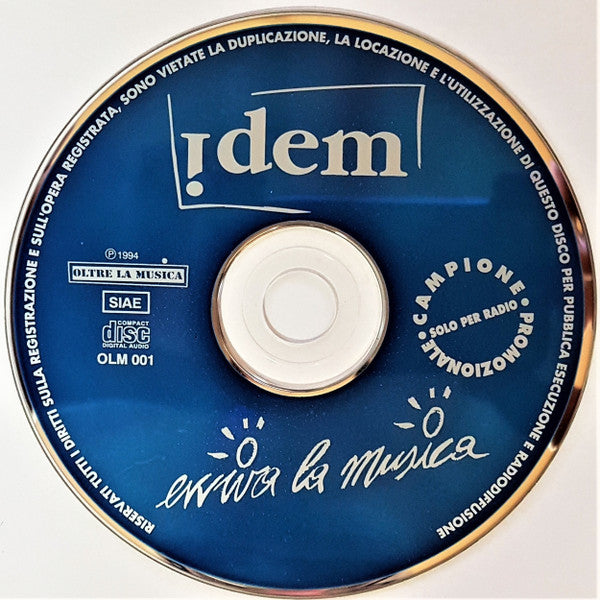 RISERVATI TUTTI I DIRITTI SULLA REGISTRAZIONE E SULL'OPERA REGISTRATA, SONO VIETATE LA DUPLICAZIONE, LA LOCAZIONE E L'UTILIZZAZIONE DI QUESTO DISCO PER PUBBLICA ESECUZIONE E RADIODIFFUSIONE
idem
Ⓟ 1994
OLTRE LA MUSICA
SIAE
COMPACT
disc
DIGITAL AUDIO
OLM 001
CAMPIONE • PROMOZIONALE •
SOLO PER RADIO
evviva la musica